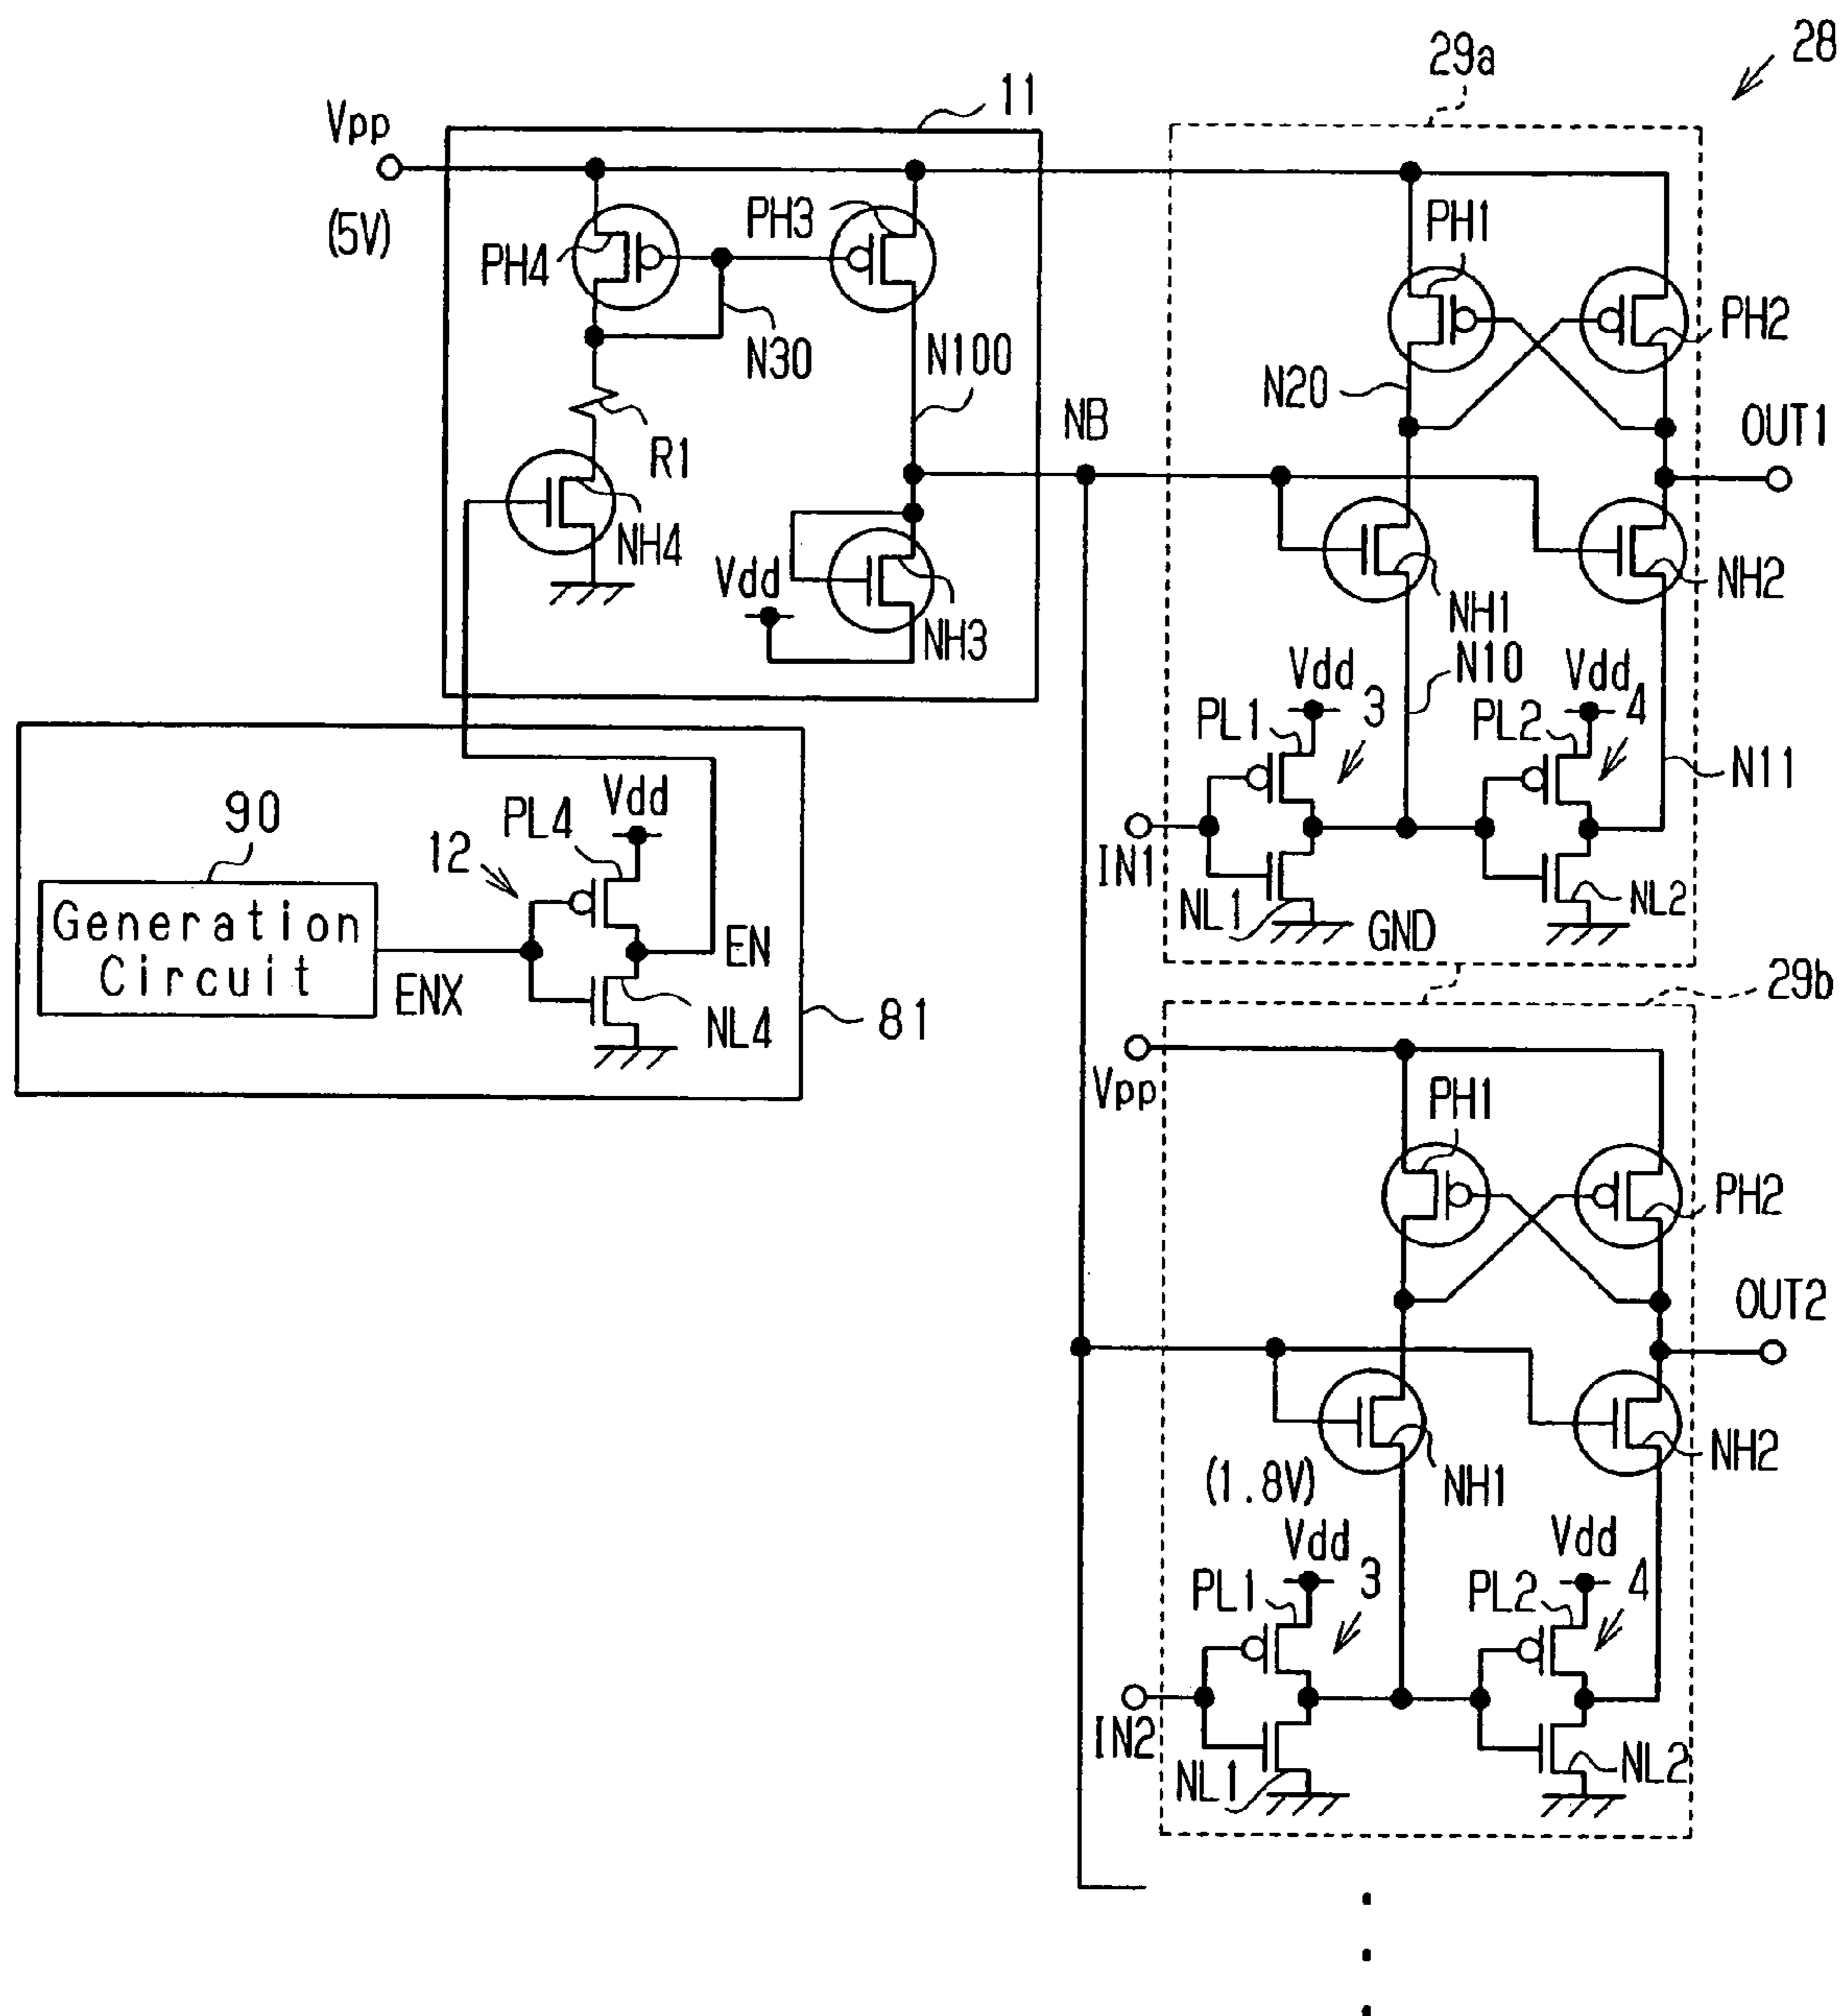 28
29a
11
Vpp
(5V)
PH4
PH3
N30
N100
R1
NH4
Vdd
NH3
NB
PH1
PH2
N20
OUT1
NH1
NH2
N10
Vdd
Vdd
PL1
3
PL2
4
N11
IN1
NL1
GND
NL2
90
12
PL4
Vdd
Generation
Circuit
ENX
EN
NL4
81
29b
Vpp
PH1
PH2
OUT2
NH1
NH2
(1.8V)
Vdd
Vdd
PL1
3
PL2
4
IN2
NL1
NL2